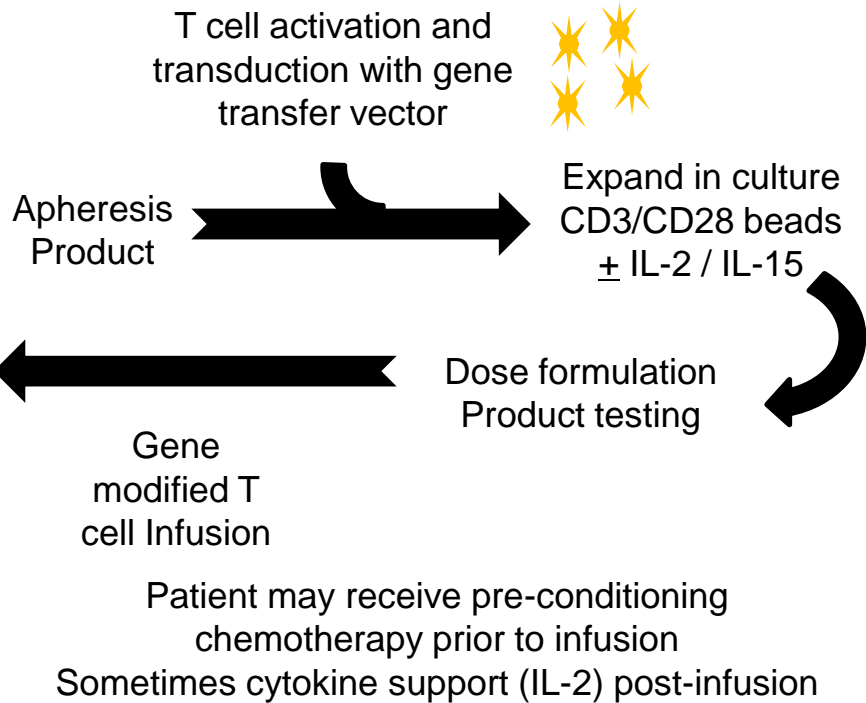 T cell activation and
transduction with gene
transfer vector
Apheresis
Product
Expand in culture
CD3/CD28 beads
+ IL-2 / IL-15
Dose formulation
Product testing
Gene
modified T
cell Infusion
Patient may receive pre-conditioning
chemotherapy prior to infusion
Sometimes cytokine support (IL-2) post-infusion